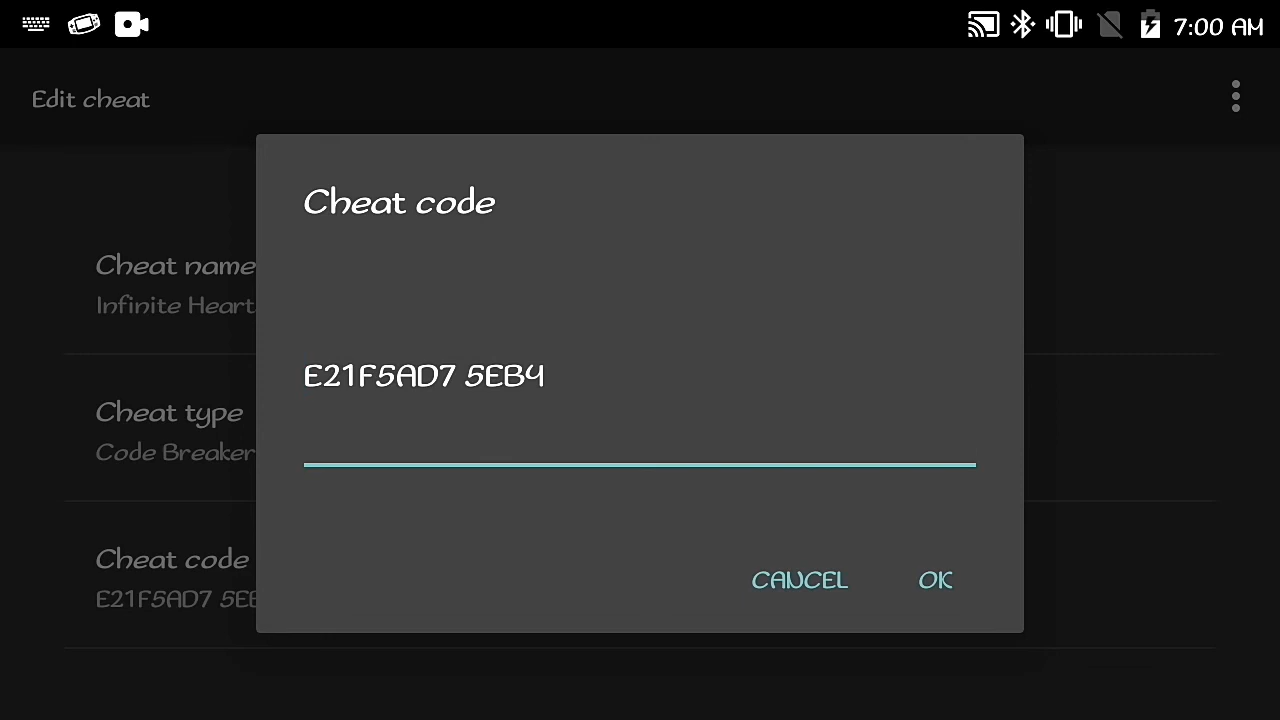 7:00 AM
Edit cheat
Cheat code
Cheat name
Infinite Heart
E21F5AD7 5EB4
Cheat type
Code Breaker
Cheat code
E21F5AD7 5EB
CANCEL OK